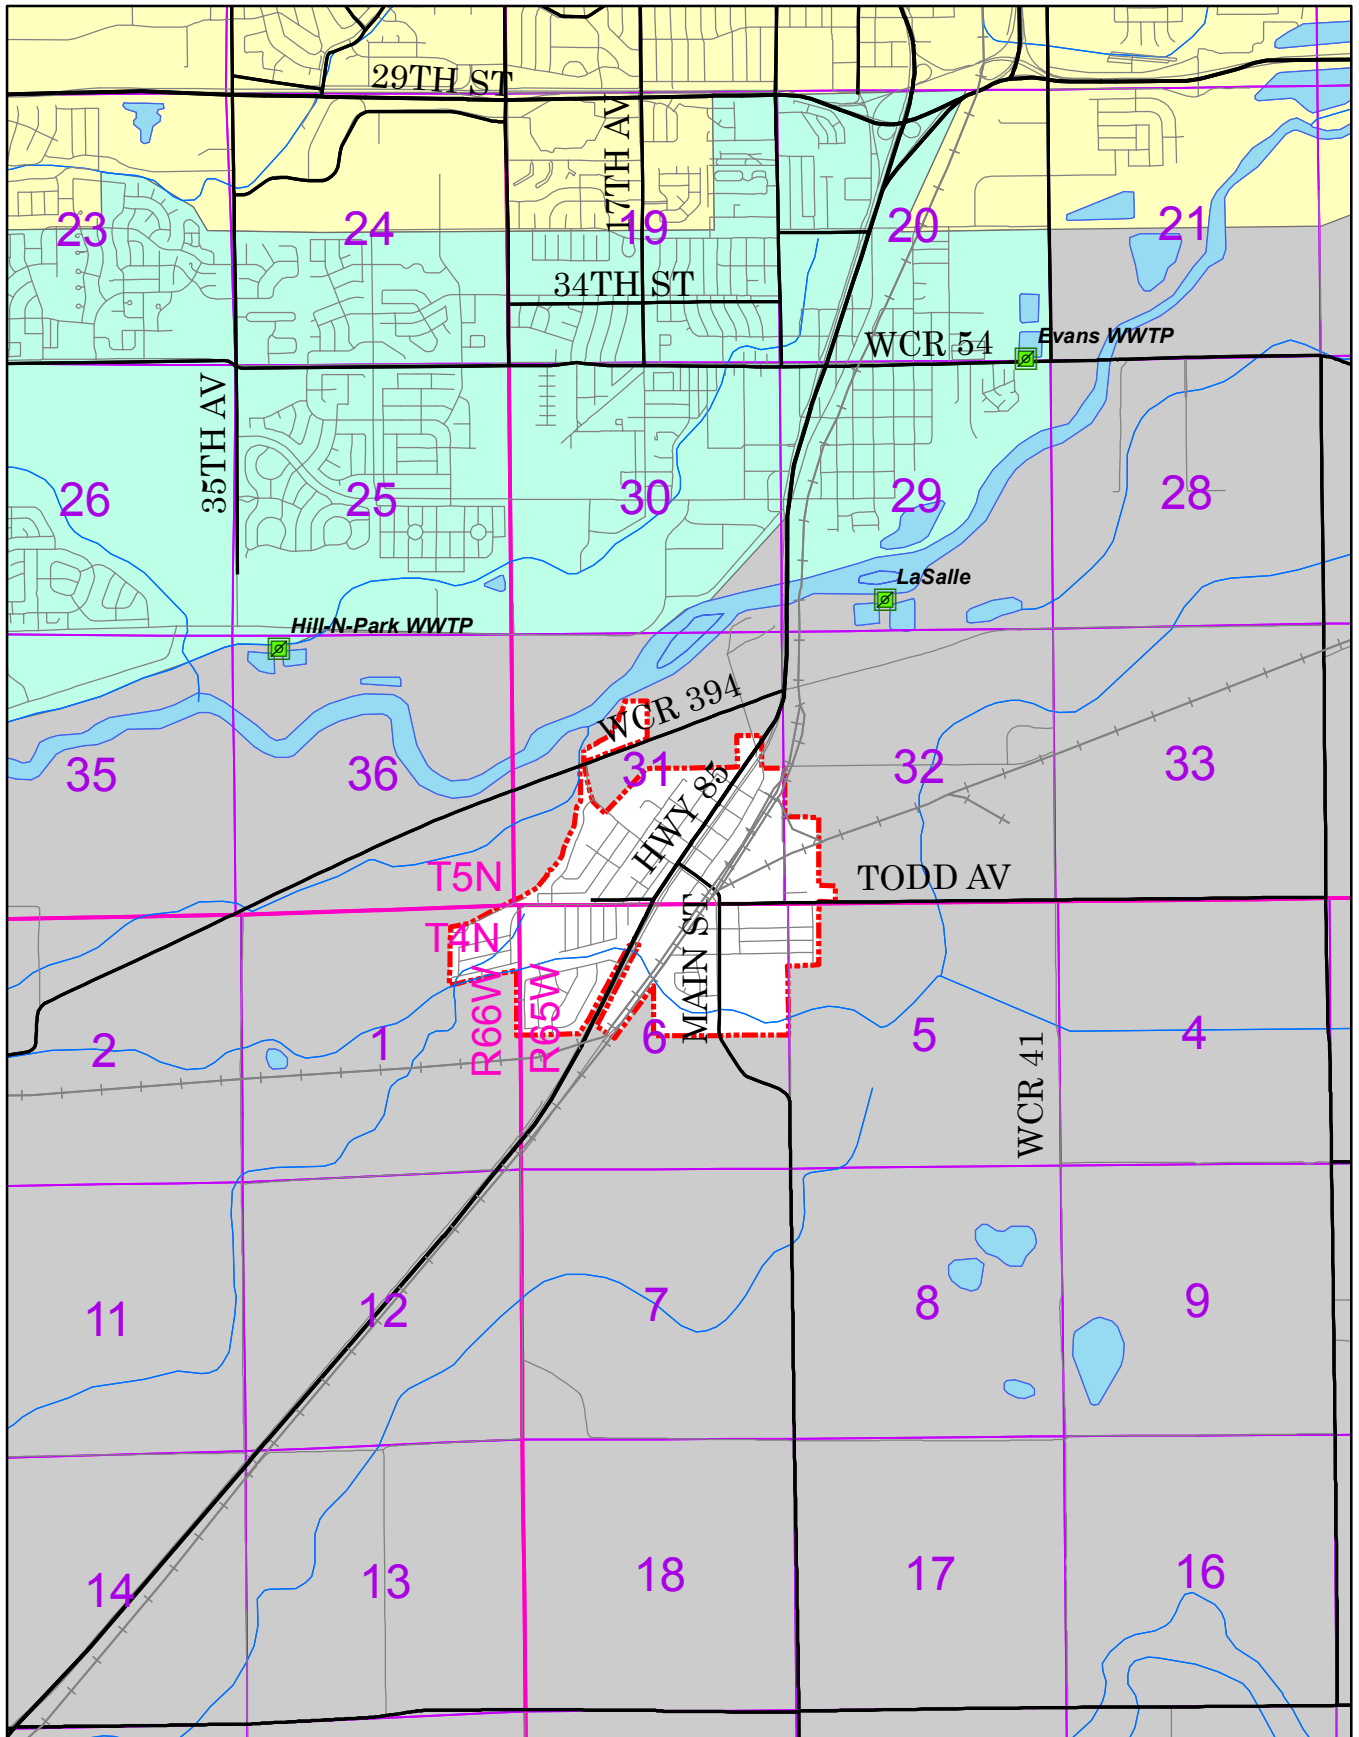 29TH ST
17TH AV
23
24
19
20
21
34TH ST
WCR 54
Evans WWTP
35TH AV
26
25
30
29
28
LaSalle
Hill-N-Park WWTP
WCR 394
35
36
31
32
33
HWY 85
T5N
TODD AV
T4N
MAIN ST
R66W
R65W
2
1
6
5
4
WCR 41
11
12
7
8
9
14
13
18
17
16